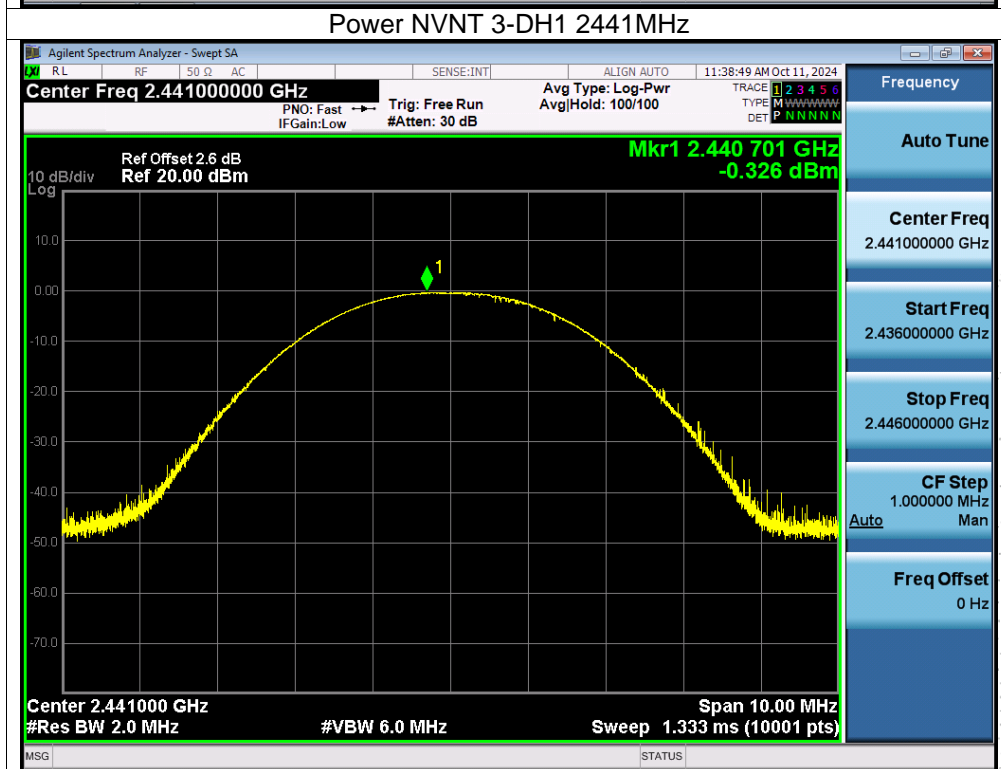 Power NVNT 3-DH1 2441MHz
Agilent Spectrum Analyzer - Swept SA
LXI RL RF 50 Ω AC SENSE:INT ALIGN AUTO 11:38:49 AM Oct 11, 2024
Center Freq 2.441000000 GHz
PNO: Fast
IFGain:Low
Trig: Free Run
#Atten: 30 dB
Avg Type: Log-Pwr
Avg|Hold: 100/100
TRACE 1 2 3 4 5 6
TYPE M WWWWW
DET P N N N N N
Frequency
Auto Tune
Center Freq
2.441000000 GHz
Start Freq
2.436000000 GHz
Stop Freq
2.446000000 GHz
CF Step
1.000000 MHz
Auto Man
Freq Offset
0 Hz
Mkr1 2.440 701 GHz
-0.326 dBm
Ref Offset 2.6 dB
10 dB/div Ref 20.00 dBm
Log
10.0
0.00
-10.0
-20.0
-30.0
-40.0
-50.0
-60.0
-70.0
1
Center 2.441000 GHz Span 10.00 MHz
#Res BW 2.0 MHz #VBW 6.0 MHz Sweep 1.333 ms (10001 pts)
MSG STATUS